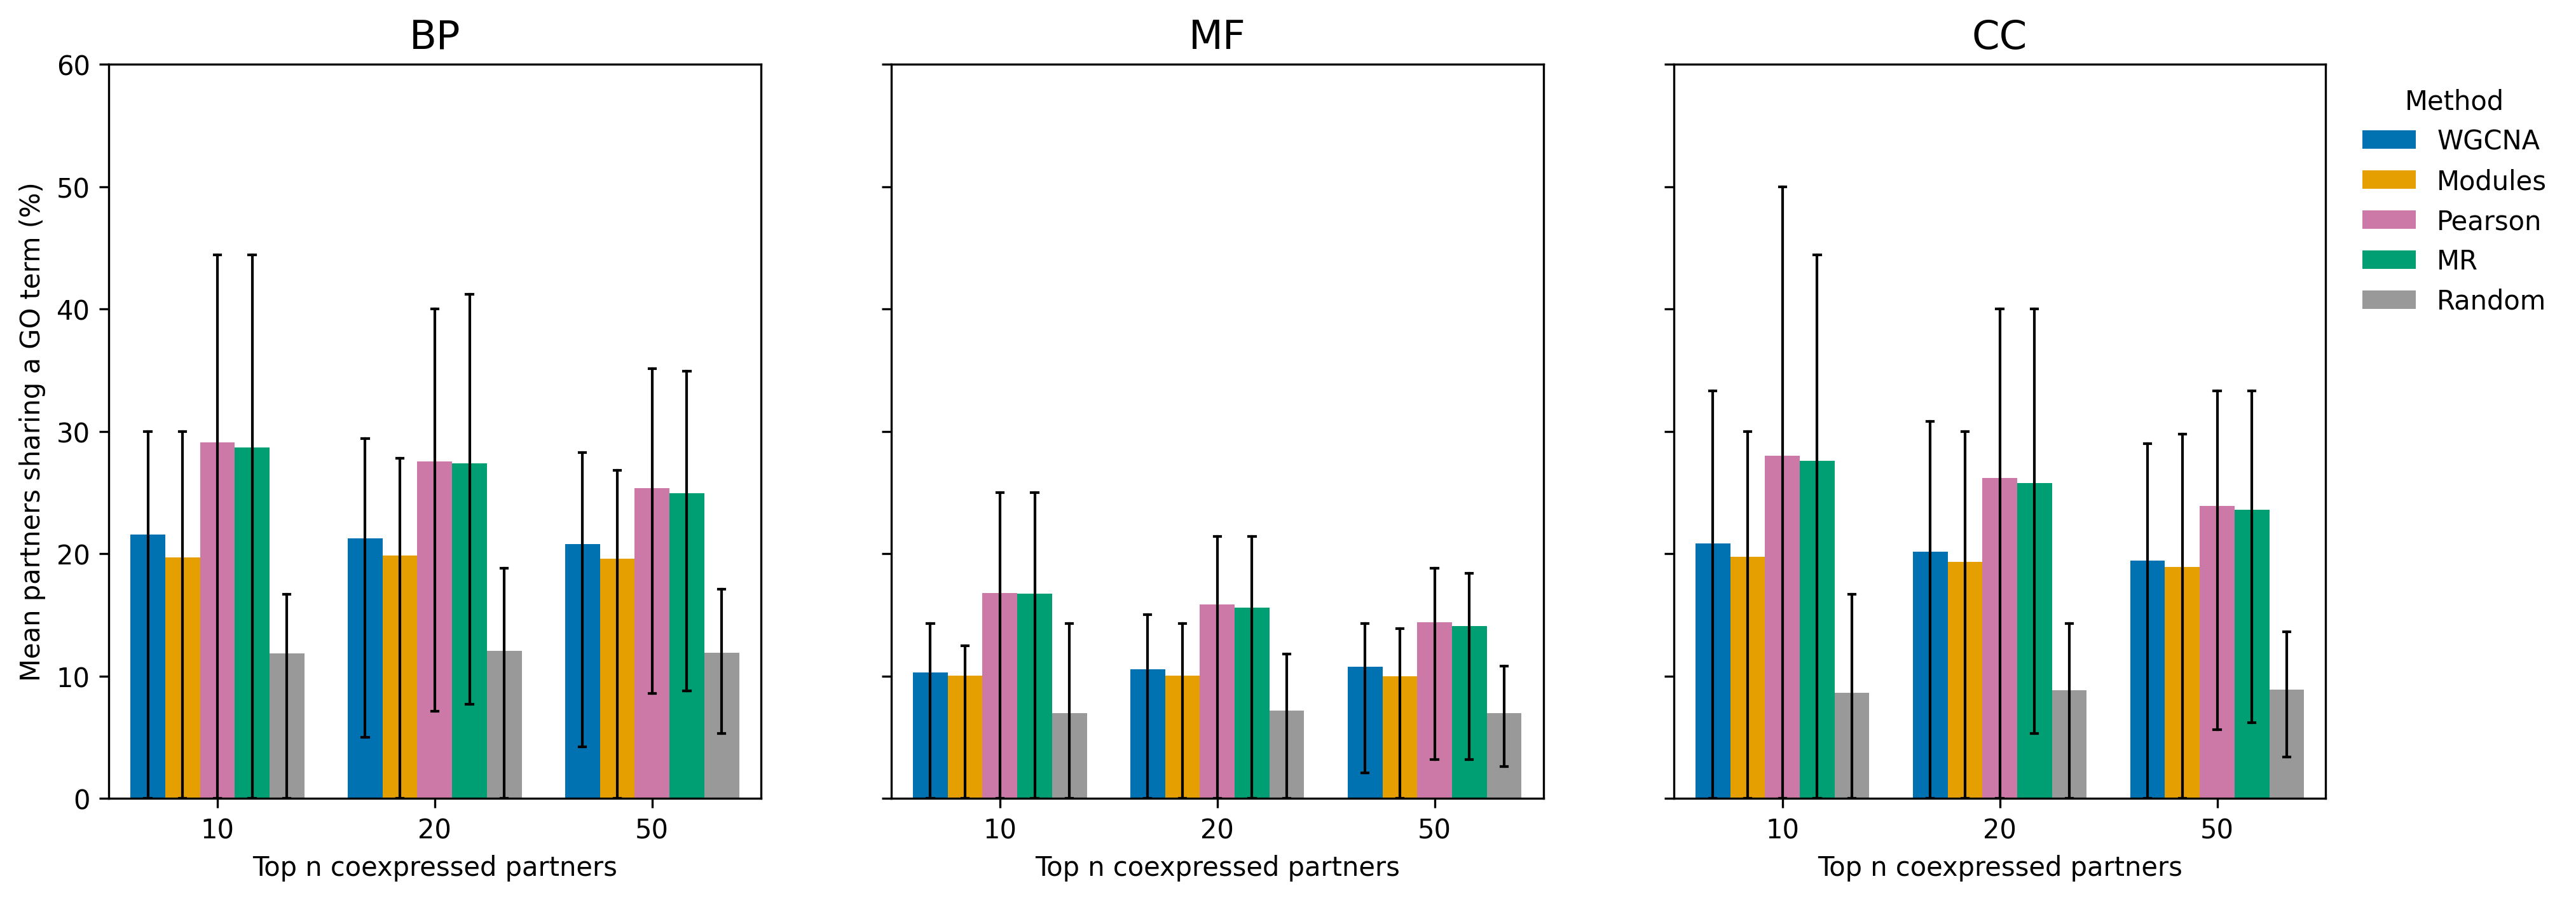 BP
MF
CC
Mean partners sharing a GO term (%)
60
50
40
30
20
10
0
10 20 50
10 20 50
10 20 50
Top n coexpressed partners
Top n coexpressed partners
Top n coexpressed partners
Method
WGCNA
Modules
Pearson
MR
Random